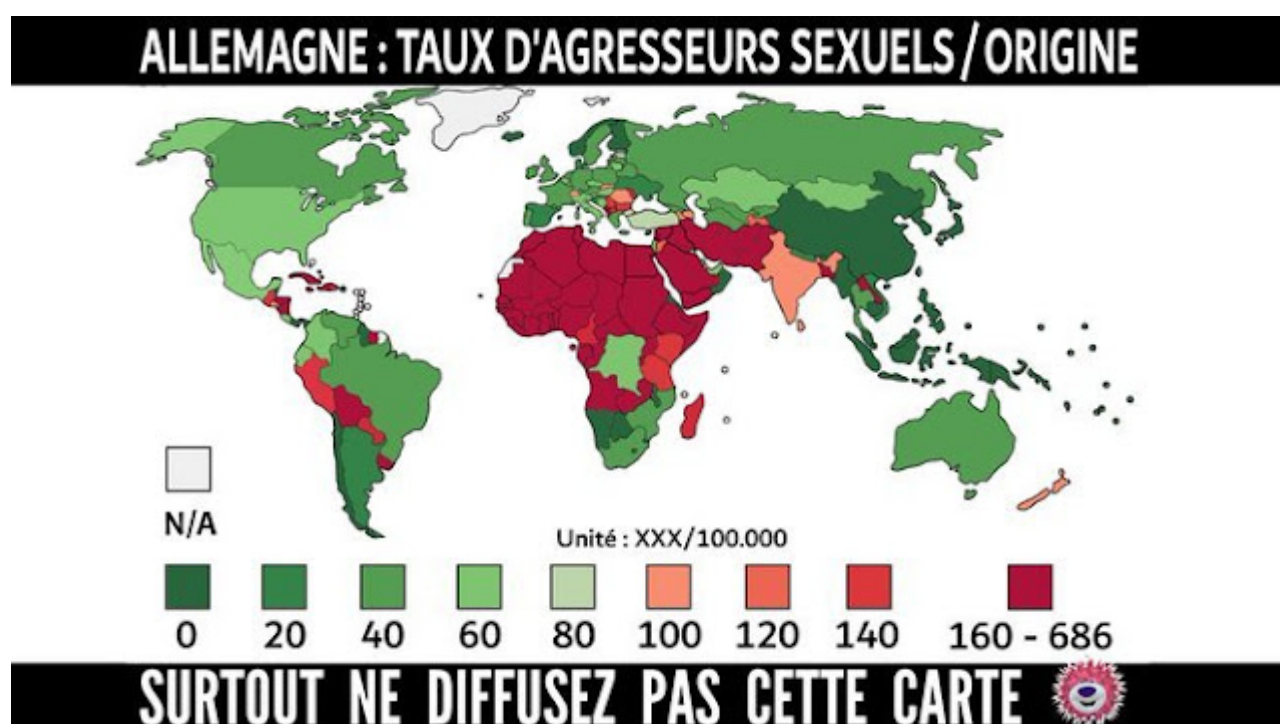 ALLEMAGNE : TAUX D'AGRESSEURS SEXUELS / ORIGINE
N/A
Unité : XXX/100.000
0 20 40 60 80 100 120 140 160 - 686
SURTOUT NE DIFFUSEZ PAS CETTE CARTE